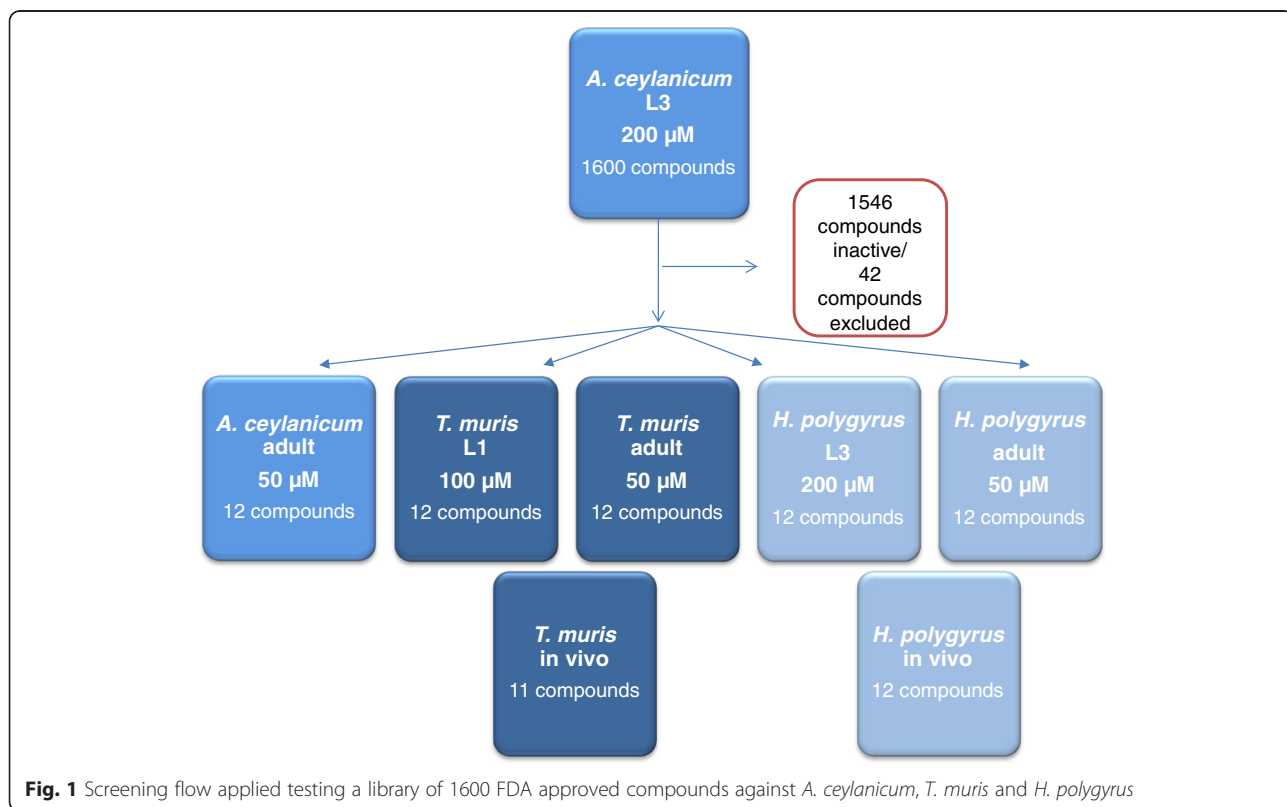 A. ceylanicum
L3
200 µM
1600 compounds
1546
compounds
inactive/
42
compounds
excluded
A. ceylanicum
adult
50 µM
12 compounds
T. muris
L1
100 µM
12 compounds
T. muris
adult
50 µM
12 compounds
H. polygyrus
L3
200 µM
12 compounds
H. polygyrus
adult
50 µM
12 compounds
T. muris
in vivo
11 compounds
H. polygyrus
in vivo
12 compounds
Fig. 1 Screening flow applied testing a library of 1600 FDA approved compounds against A. ceylanicum, T. muris and H. polygyrus